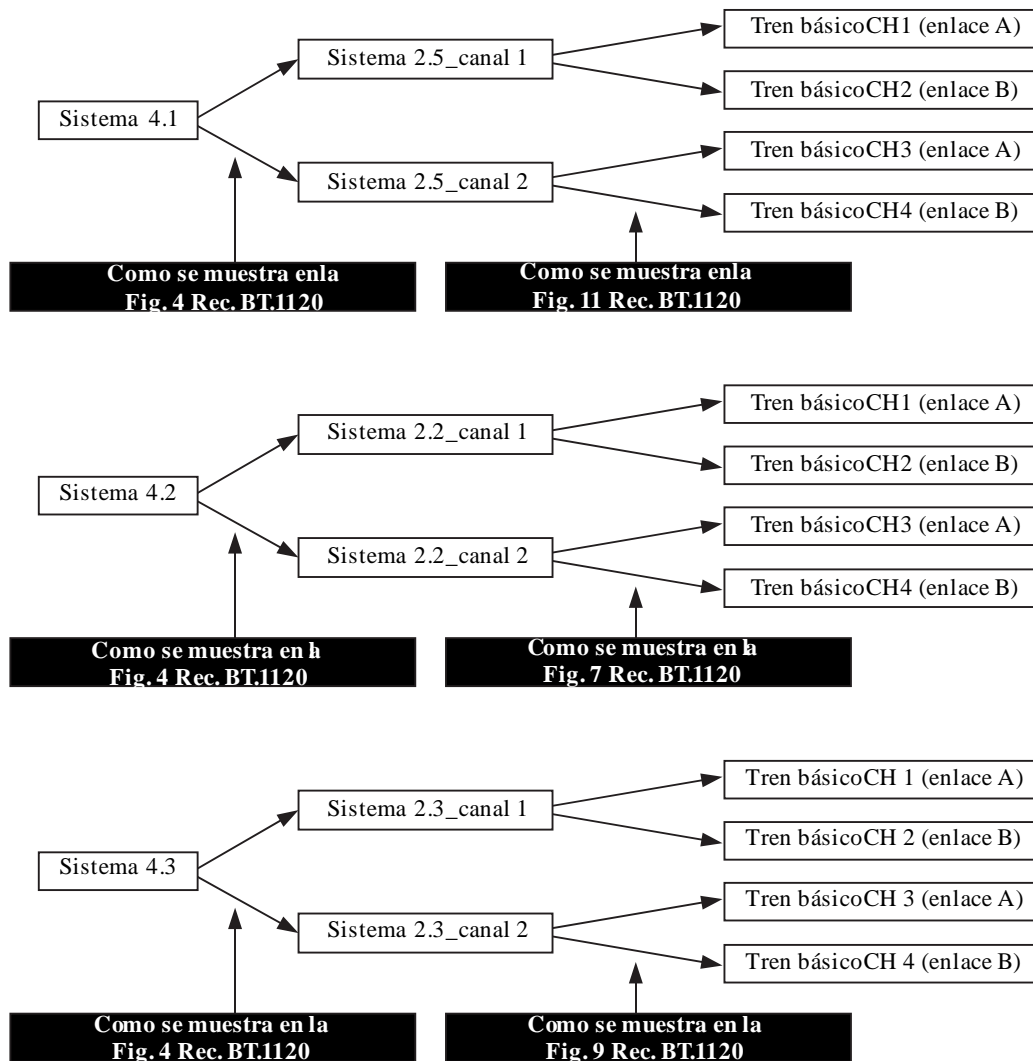 Tren básicoCH1 (enlace A)
Sistema 2.5_canal 1
Tren básicoCH2 (enlace B)
Sistema 4.1
Tren básicoCH3 (enlace A)
Sistema 2.5_canal 2
Tren básicoCH4 (enlace B)
Como se muestra enla
Fig. 4 Rec. BT.1120
Como se muestra enla
Fig. 11 Rec. BT.1120
Tren básicoCH1 (enlace A)
Sistema 2.2_canal 1
Tren básicoCH2 (enlace B)
Sistema 4.2
Tren básicoCH3 (enlace A)
Sistema 2.2_canal 2
Tren básicoCH4 (enlace B)
Como se muestra en la
Fig. 4 Rec. BT.1120
Como se muestra en la
Fig. 7 Rec. BT.1120
Tren básicoCH 1 (enlace A)
Sistema 2.3_canal 1
Tren básicoCH 2 (enlace B)
Sistema 4.3
Tren básicoCH 3 (enlace A)
Sistema 2.3_canal 2
Tren básicoCH 4 (enlace B)
Como se muestra en la
Fig. 4 Rec. BT.1120
Como se muestra en la
Fig. 9 Rec. BT.1120